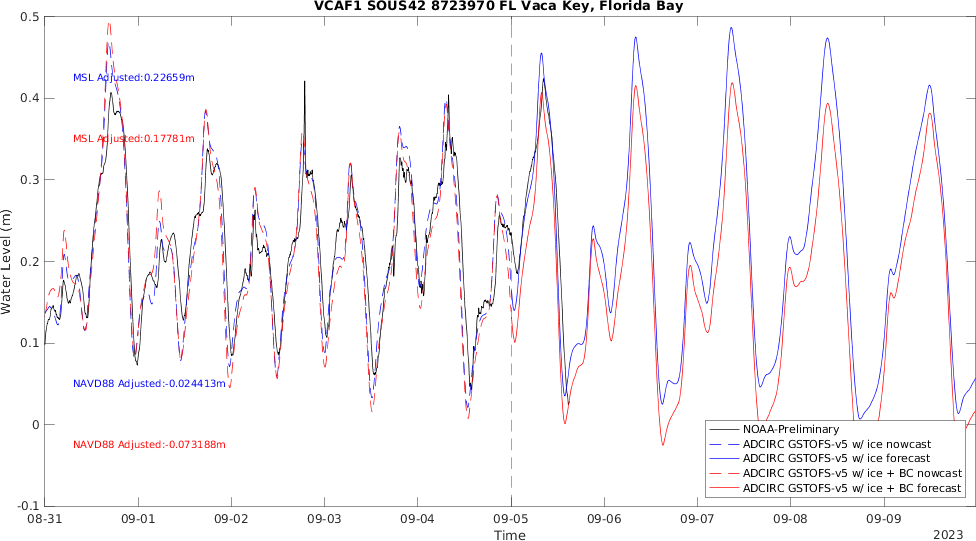 VCAF1 SOUS42 8723970 FL Vaca Key, Florida Bay
Water Level (m)
0.5
0.4
0.3
0.2
0.1
0
-0.1
MSL Adjusted:0.22659m
MSL Adjusted:0.17781m
NAVD88 Adjusted:-0.024413m
NAVD88 Adjusted:-0.073188m
NOAA-Preliminary
ADCIRC GSTOFS-v5 w/ ice nowcast
ADCIRC GSTOFS-v5 w/ ice forecast
ADCIRC GSTOFS-v5 w/ ice + BC nowcast
ADCIRC GSTOFS-v5 w/ ice + BC forecast
08-31 09-01 09-02 09-03 09-04 09-05 09-06 09-07 09-08 09-09
Time
2023